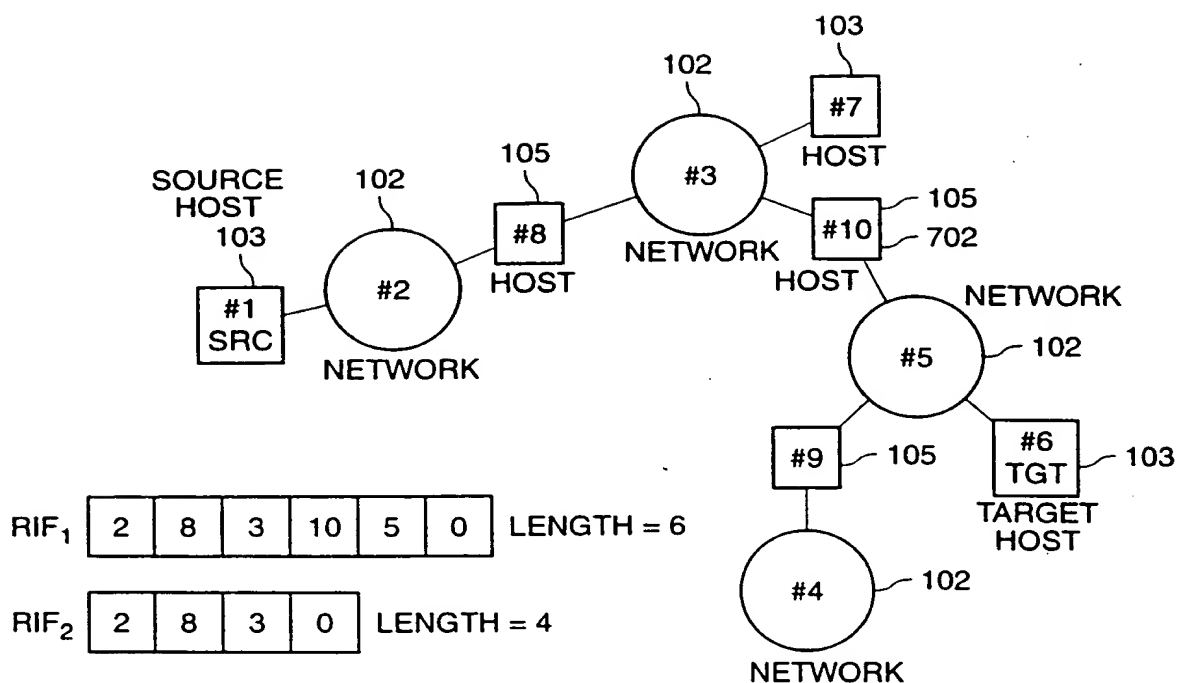 103
102
#7
HOST
105
SOURCE
HOST
103
102
#3
#8
HOST
NETWORK
#10
105
702
HOST
#1
SRC
#2
NETWORK
NETWORK
#5
102
#9
105
#6
TGT
103
TARGET
HOST
RIF1 2 8 3 10 5 0 LENGTH = 6
#4
102
RIF2 2 8 3 0 LENGTH = 4
NETWORK